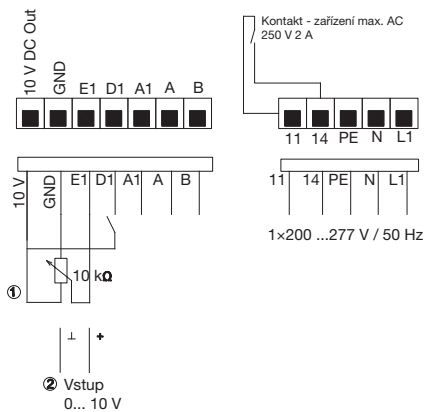 10 V DC Out GND E1 D1 A1 A B
Kontakt - zařízení max. AC
250 V 2 A
11 14 PE N L1
10 V GND E1 D1 A1 A B
11 14 PE N L1
1×200 ...277 V / 50 Hz
10 kΩ
①
⊥ +
② Vstup
0... 10 V